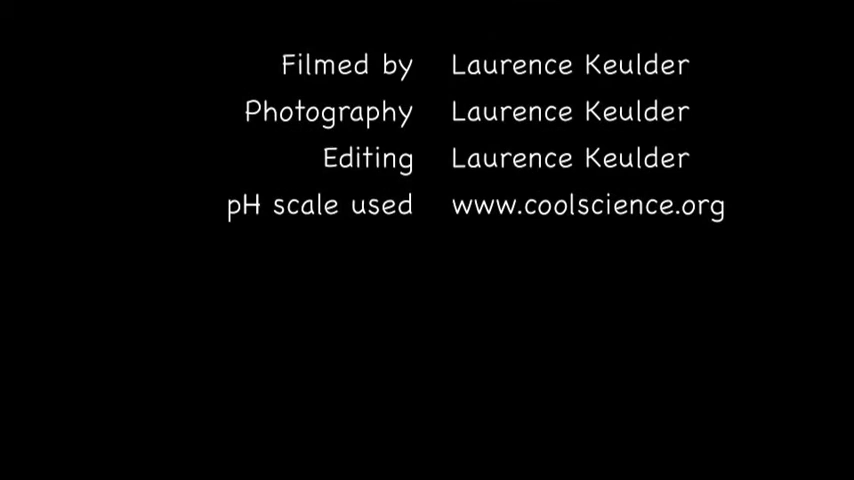 Filmed by Laurence Keulder
Photography Laurence Keulder
Editing Laurence Keulder
pH scale used www.coolscience.org